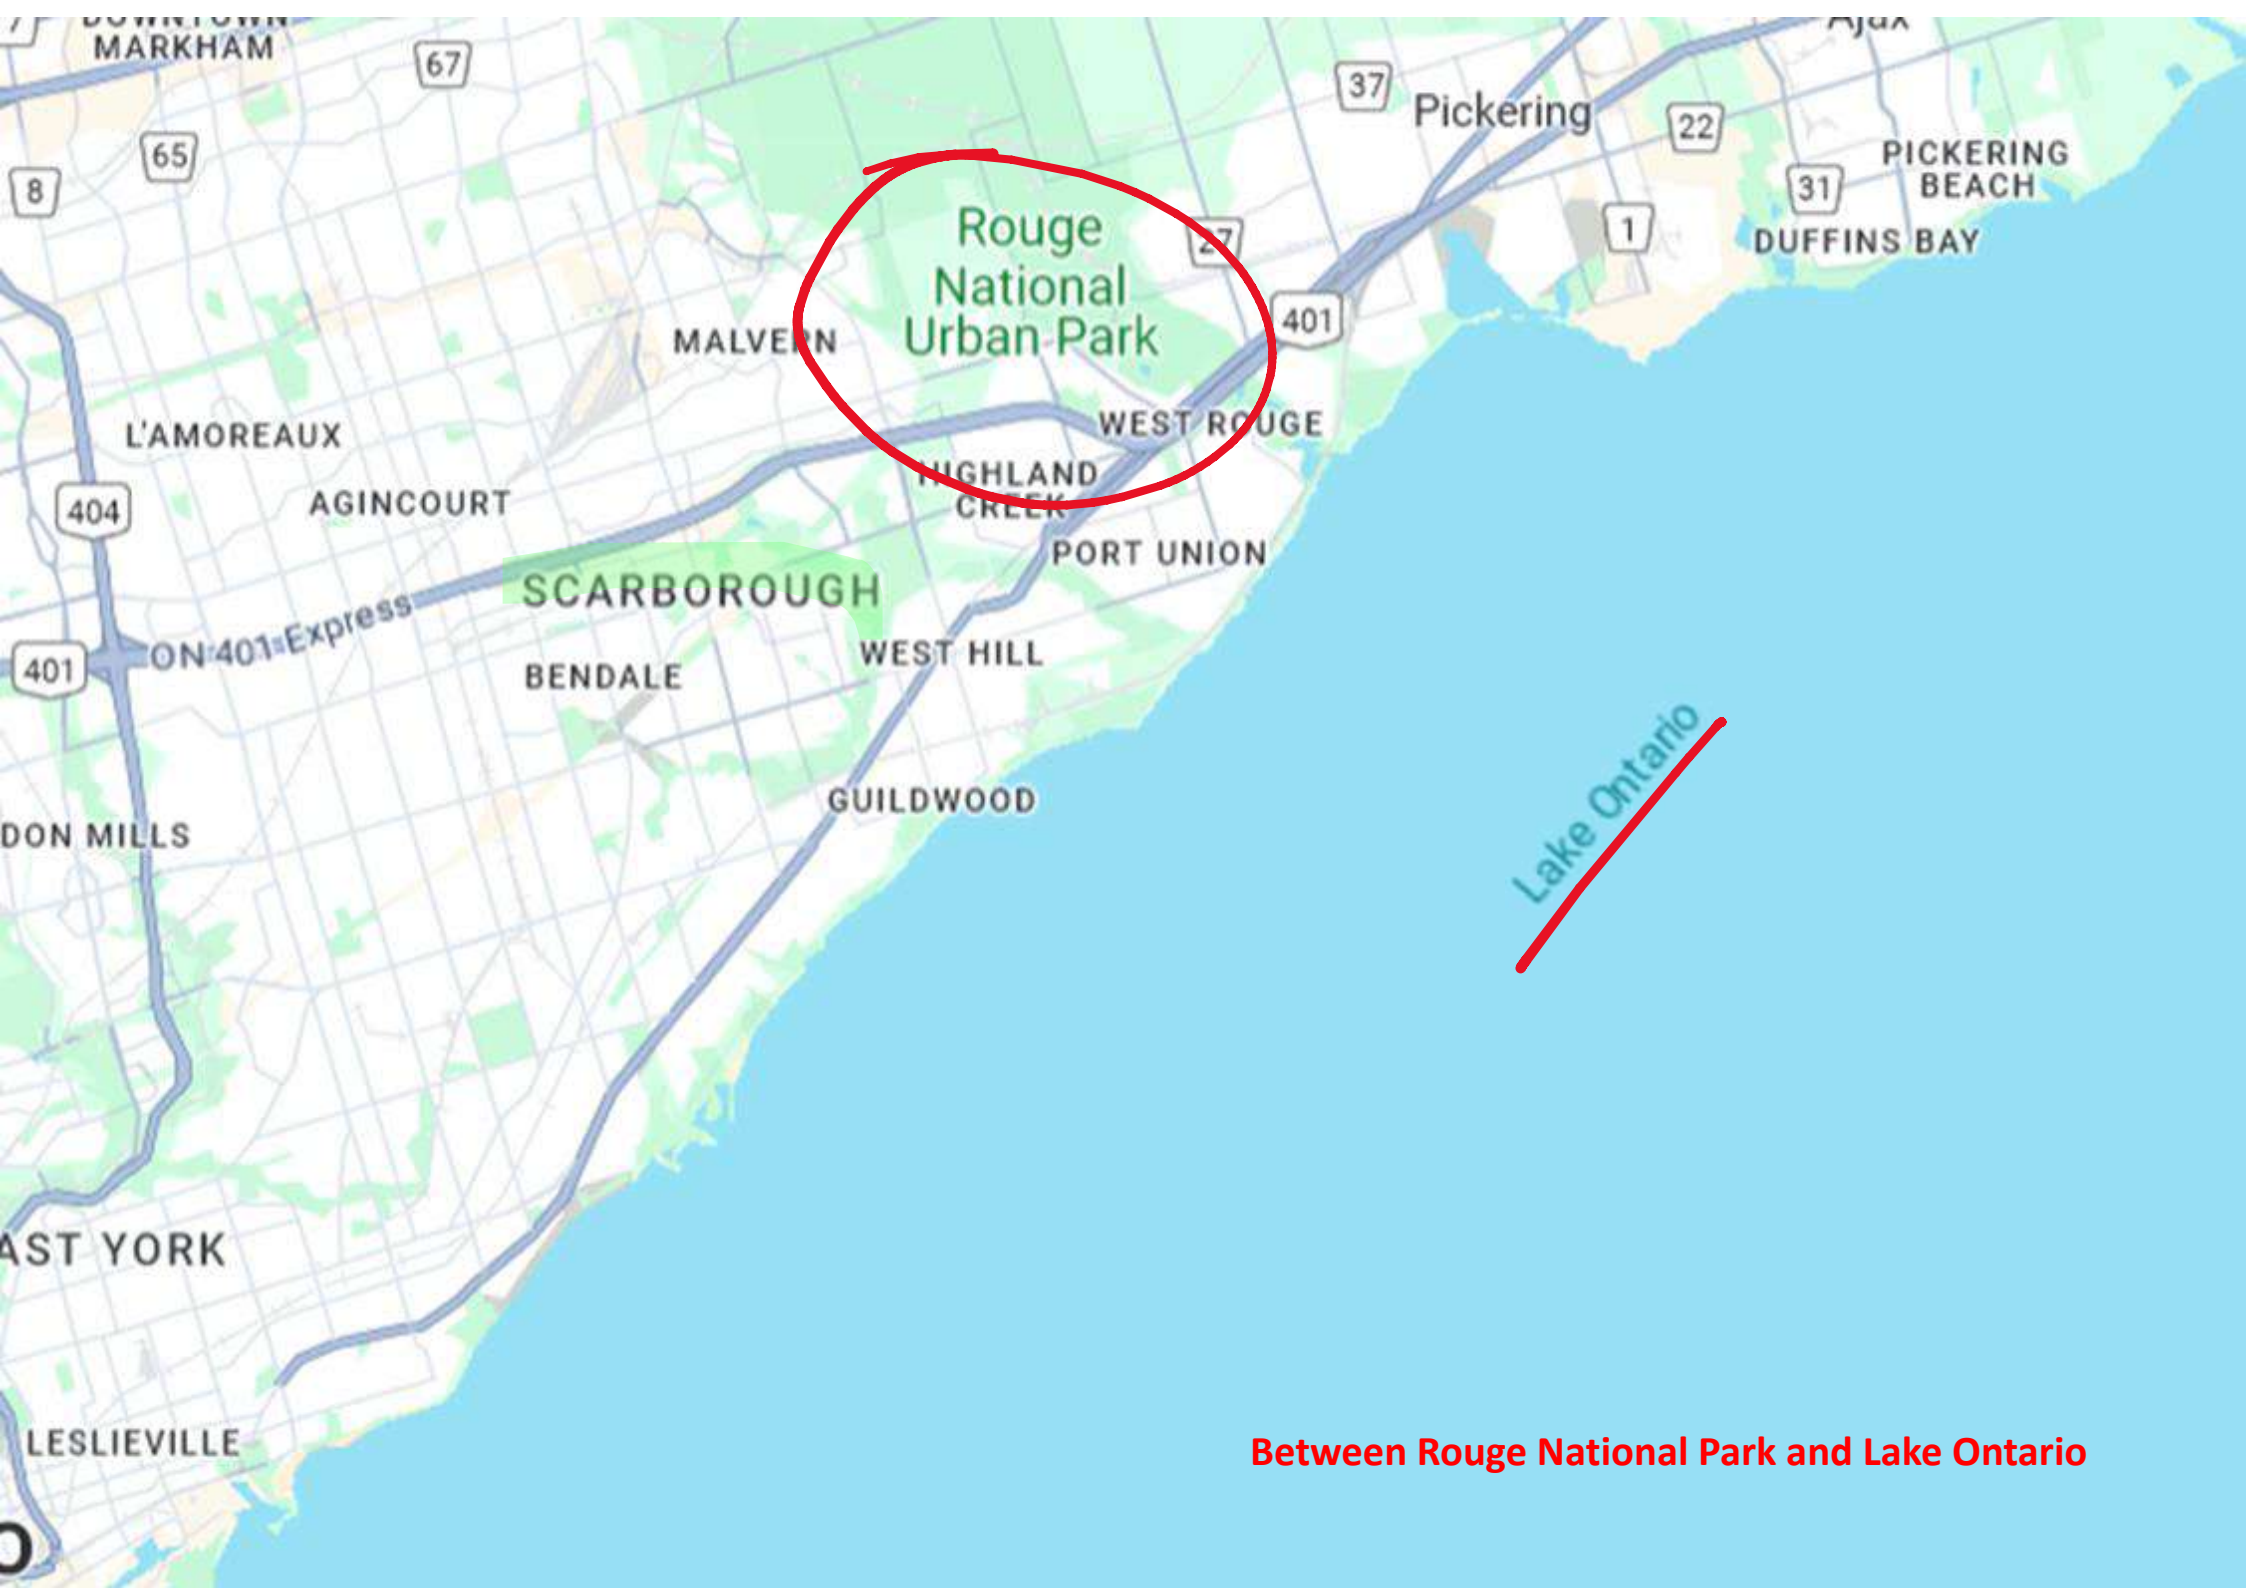 DOWNTOWN
MARKHAM
67
65
8
37
Pickering
Ajax
22
PICKERING
BEACH
31
1
DUFFINS BAY
Rouge
National
Urban Park
27
401
MALVERN
L'AMOREAUX
WEST ROUGE
HIGHLAND
CREEK
AGINCOURT
404
PORT UNION
SCARBOROUGH
ON 401 Express
401
WEST HILL
BENDALE
Lake Ontario
GUILDWOOD
DON MILLS
AST YORK
LESLIEVILLE
Between Rouge National Park and Lake Ontario
O